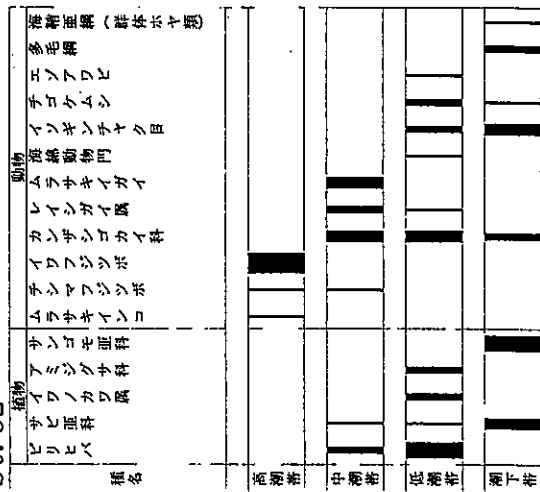 動物
海鞘亜綱（群体ホヤ類）
多毛綱
エゾアワビ
チゴケムシ
イソギンチャク目
海綿動物門
ムラサキイガイ
レイシガイ属
カンザシゴカイ科
イワフジツボ
チシマフジツボ
ムラサキインコ
植物
サンゴモ亜科
アミジグサ科
イワノカワ属
サビ亜科
ピリヒバ
種名
高潮帯
中潮帯
低潮帯
潮下帯